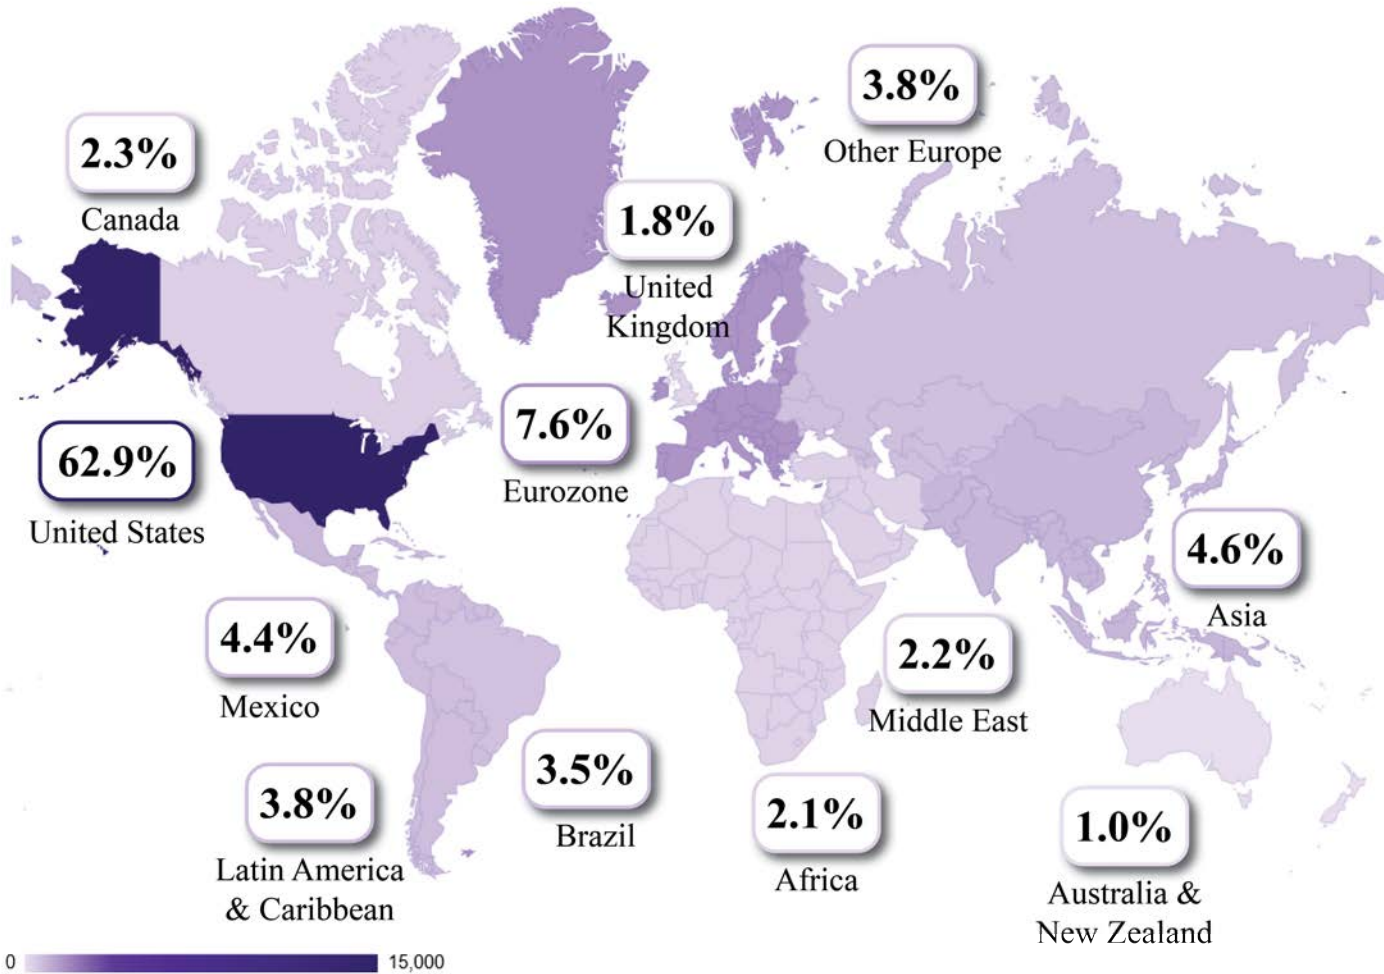 3.8%
Other Europe
2.3%
Canada
1.8%
United
Kingdom
7.6%
Eurozone
62.9%
United States
4.6%
Asia
4.4%
Mexico
2.2%
Middle East
3.5%
Brazil
3.8%
Latin America
& Caribbean
2.1%
Africa
1.0%
Australia &
New Zealand
0 15,000